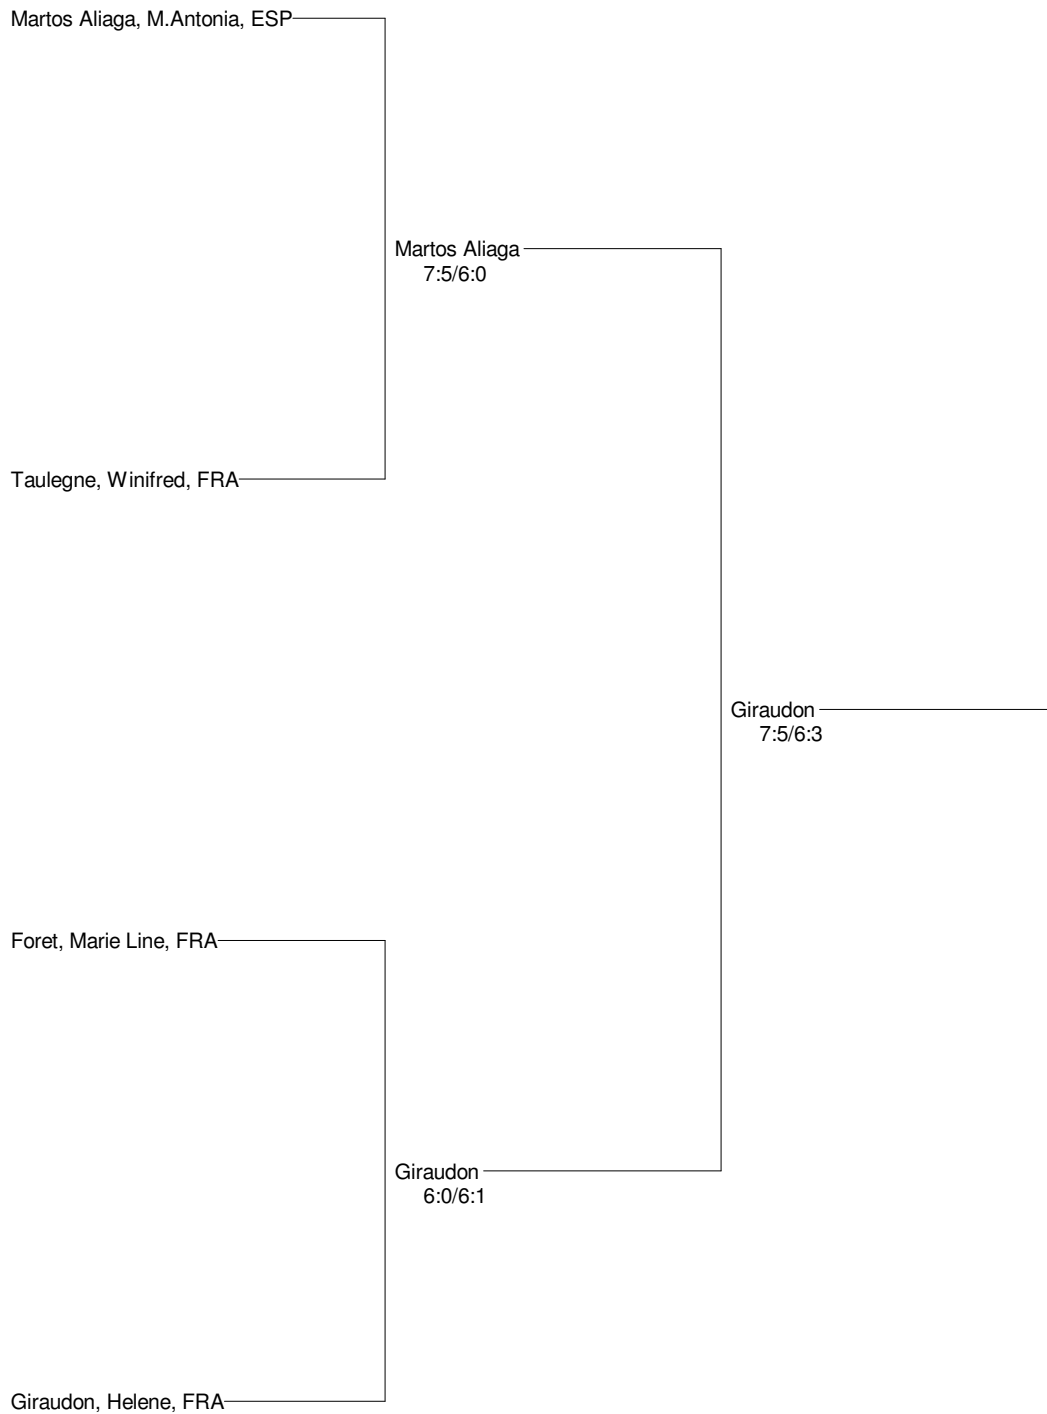 Martos Aliaga, M.Antonia, ESP
Martos Aliaga
7:5/6:0
Taulegne, Winifred, FRA
Giraudon
7:5/6:3
Foret, Marie Line, FRA
Giraudon
6:0/6:1
Giraudon, Helene, FRA